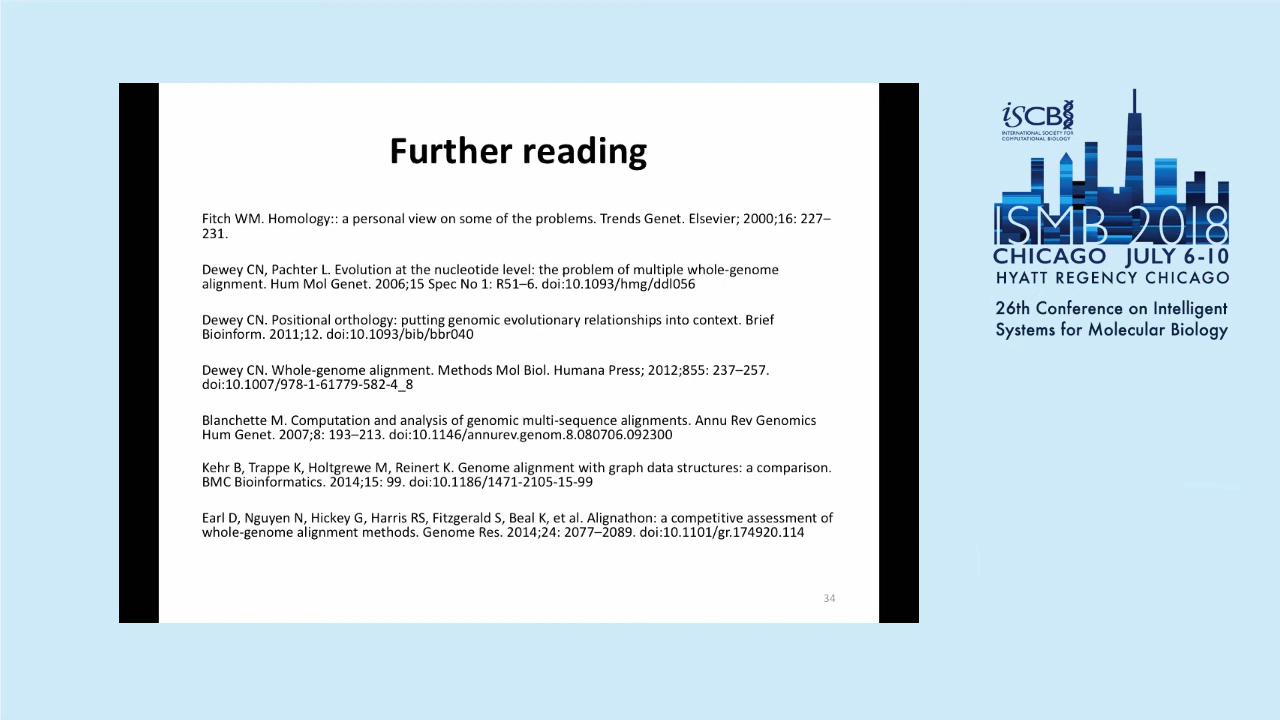 Further reading
Fitch WM. Homology:: a personal view on some of the problems. Trends Genet. Elsevier; 2000;16: 227–
231.
Dewey CN, Pachter L. Evolution at the nucleotide level: the problem of multiple whole-genome
alignment. Hum Mol Genet. 2006;15 Spec No 1: R51–6. doi:10.1093/hmg/ddl056
Dewey CN. Positional orthology: putting genomic evolutionary relationships into context. Brief
Bioinform. 2011;12. doi:10.1093/bib/bbr040
Dewey CN. Whole-genome alignment. Methods Mol Biol. Humana Press; 2012;855: 237–257.
doi:10.1007/978-1-61779-582-4_8
Blanchette M. Computation and analysis of genomic multi-sequence alignments. Annu Rev Genomics
Hum Genet. 2007;8: 193–213. doi:10.1146/annurev.genom.8.080706.092300
Kehr B, Trappe K, Holtgrewe M, Reinert K. Genome alignment with graph data structures: a comparison.
BMC Bioinformatics. 2014;15: 99. doi:10.1186/1471-2105-15-99
Earl D, Nguyen N, Hickey G, Harris RS, Fitzgerald S, Beal K, et al. Alignathon: a competitive assessment of
whole-genome alignment methods. Genome Res. 2014;24: 2077–2089. doi:10.1101/gr.174920.114
34
iSCB
INTERNATIONAL SOCIETY FOR
COMPUTATIONAL BIOLOGY
ISMB 2018
CHICAGO JULY 6-10
HYATT REGENCY CHICAGO
26th Conference on Intelligent
Systems for Molecular Biology